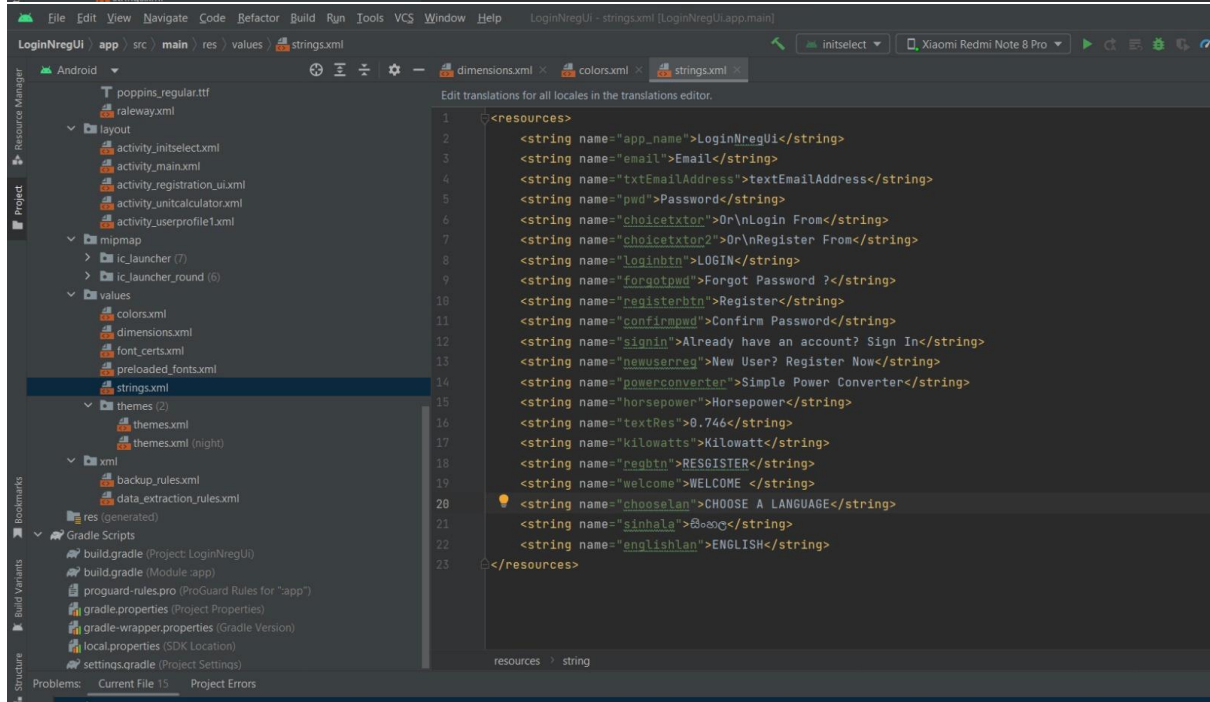 File Edit View Navigate Code Refactor Build Run Tools VCS Window Help LoginNregUi - strings.xml [LoginNregUi.app.main]
LoginNregUi app src main res values strings.xml initselect Xiaomi Redmi Note 8 Pro
Android dimensions.xml colors.xml strings.xml
Resource Manager
Project
Bookmarks
Build Variants
Structure
poppins_regular.ttf
raleway.xml
layout
activity_initselect.xml
activity_main.xml
activity_registration_ui.xml
activity_unitcalculator.xml
activity_userprofile1.xml
mipmap
ic_launcher (7)
ic_launcher_round (6)
values
colors.xml
dimensions.xml
font_certs.xml
preloaded_fonts.xml
strings.xml
themes (2)
themes.xml
themes.xml (night)
xml
backup_rules.xml
data_extraction_rules.xml
res (generated)
Gradle Scripts
build.gradle (Project: LoginNregUi)
build.gradle (Module :app)
proguard-rules.pro (ProGuard Rules for ":app")
gradle.properties (Project Properties)
gradle-wrapper.properties (Gradle Version)
local.properties (SDK Location)
settings.gradle (Project Settings)
Edit translations for all locales in the translations editor.
1 <resources>
2 <string name="app_name">LoginNregUi</string>
3 <string name="email">Email</string>
4 <string name="txtEmailAddress">textEmailAddress</string>
5 <string name="pwd">Password</string>
6 <string name="choicetxtor">Or\nLogin From</string>
7 <string name="choicetxtor2">Or\nRegister From</string>
8 <string name="loginbtn">LOGIN</string>
9 <string name="forgotpwd">Forgot Password ?</string>
10 <string name="registerbtn">Register</string>
11 <string name="confirmpwd">Confirm Password</string>
12 <string name="signin">Already have an account? Sign In</string>
13 <string name="newuserreg">New User? Register Now</string>
14 <string name="powerconverter">Simple Power Converter</string>
15 <string name="horsepower">Horsepower</string>
16 <string name="textRes">0.746</string>
17 <string name="kilowatts">Kilowatt</string>
18 <string name="regbtn">RESGISTER</string>
19 <string name="welcome">WELCOME </string>
20 <string name="chooselan">CHOOSE A LANGUAGE</string>
21 <string name="sinhala">සිංහල</string>
22 <string name="englishlan">ENGLISH</string>
23 </resources>
resources string
Problems: Current File 15 Project Errors